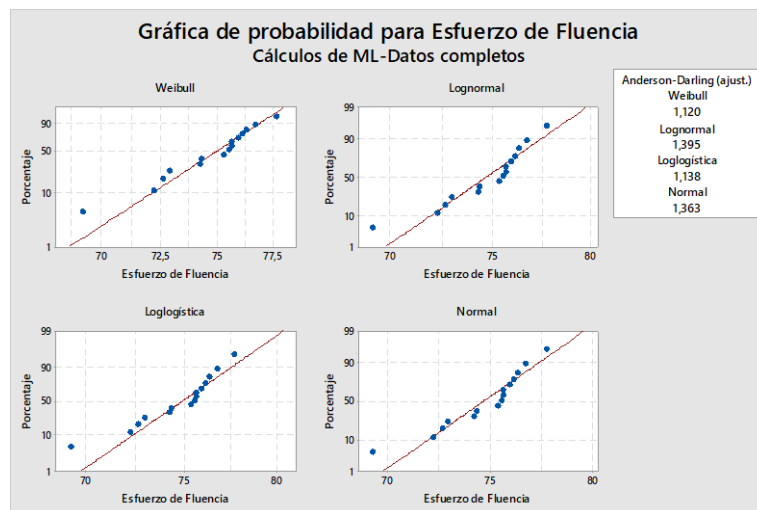 Gráfica de probabilidad para Esfuerzo de Fluencia
Cálculos de ML-Datos completos
Weibull
Porcentaje
90
50
10
1
70
72,5
75
77,5
Esfuerzo de Fluencia
Lognormal
Porcentaje
99
90
50
10
1
70
75
80
Esfuerzo de Fluencia
Anderson-Darling (ajust.)
Weibull
1,120
Lognormal
1,395
Loglogística
1,138
Normal
1,363
Loglogística
Porcentaje
99
90
50
10
1
70
75
80
Esfuerzo de Fluencia
Normal
Porcentaje
99
90
50
10
1
70
75
80
Esfuerzo de Fluencia